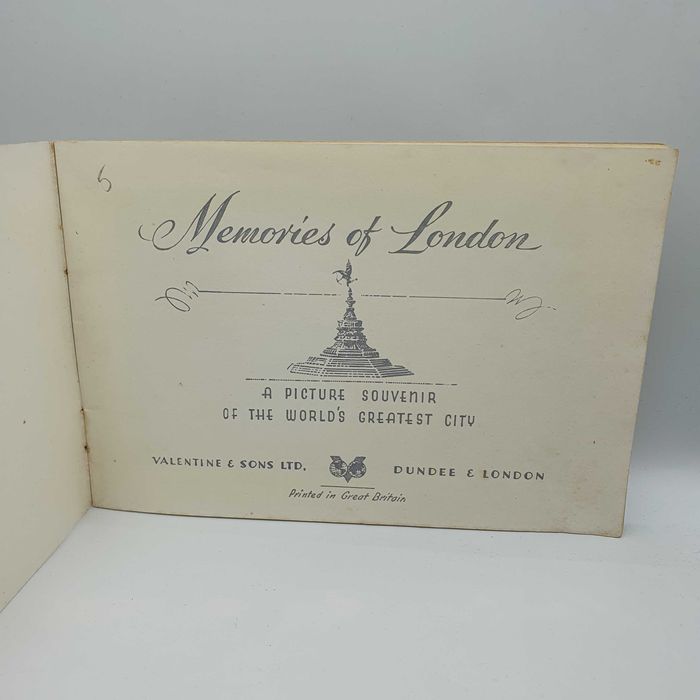 5
Memories of London
A PICTURE SOUVENIR
OF THE WORLD'S GREATEST CITY
VALENTINE & SONS LTD. DUNDEE & LONDON
Printed in Great Britain